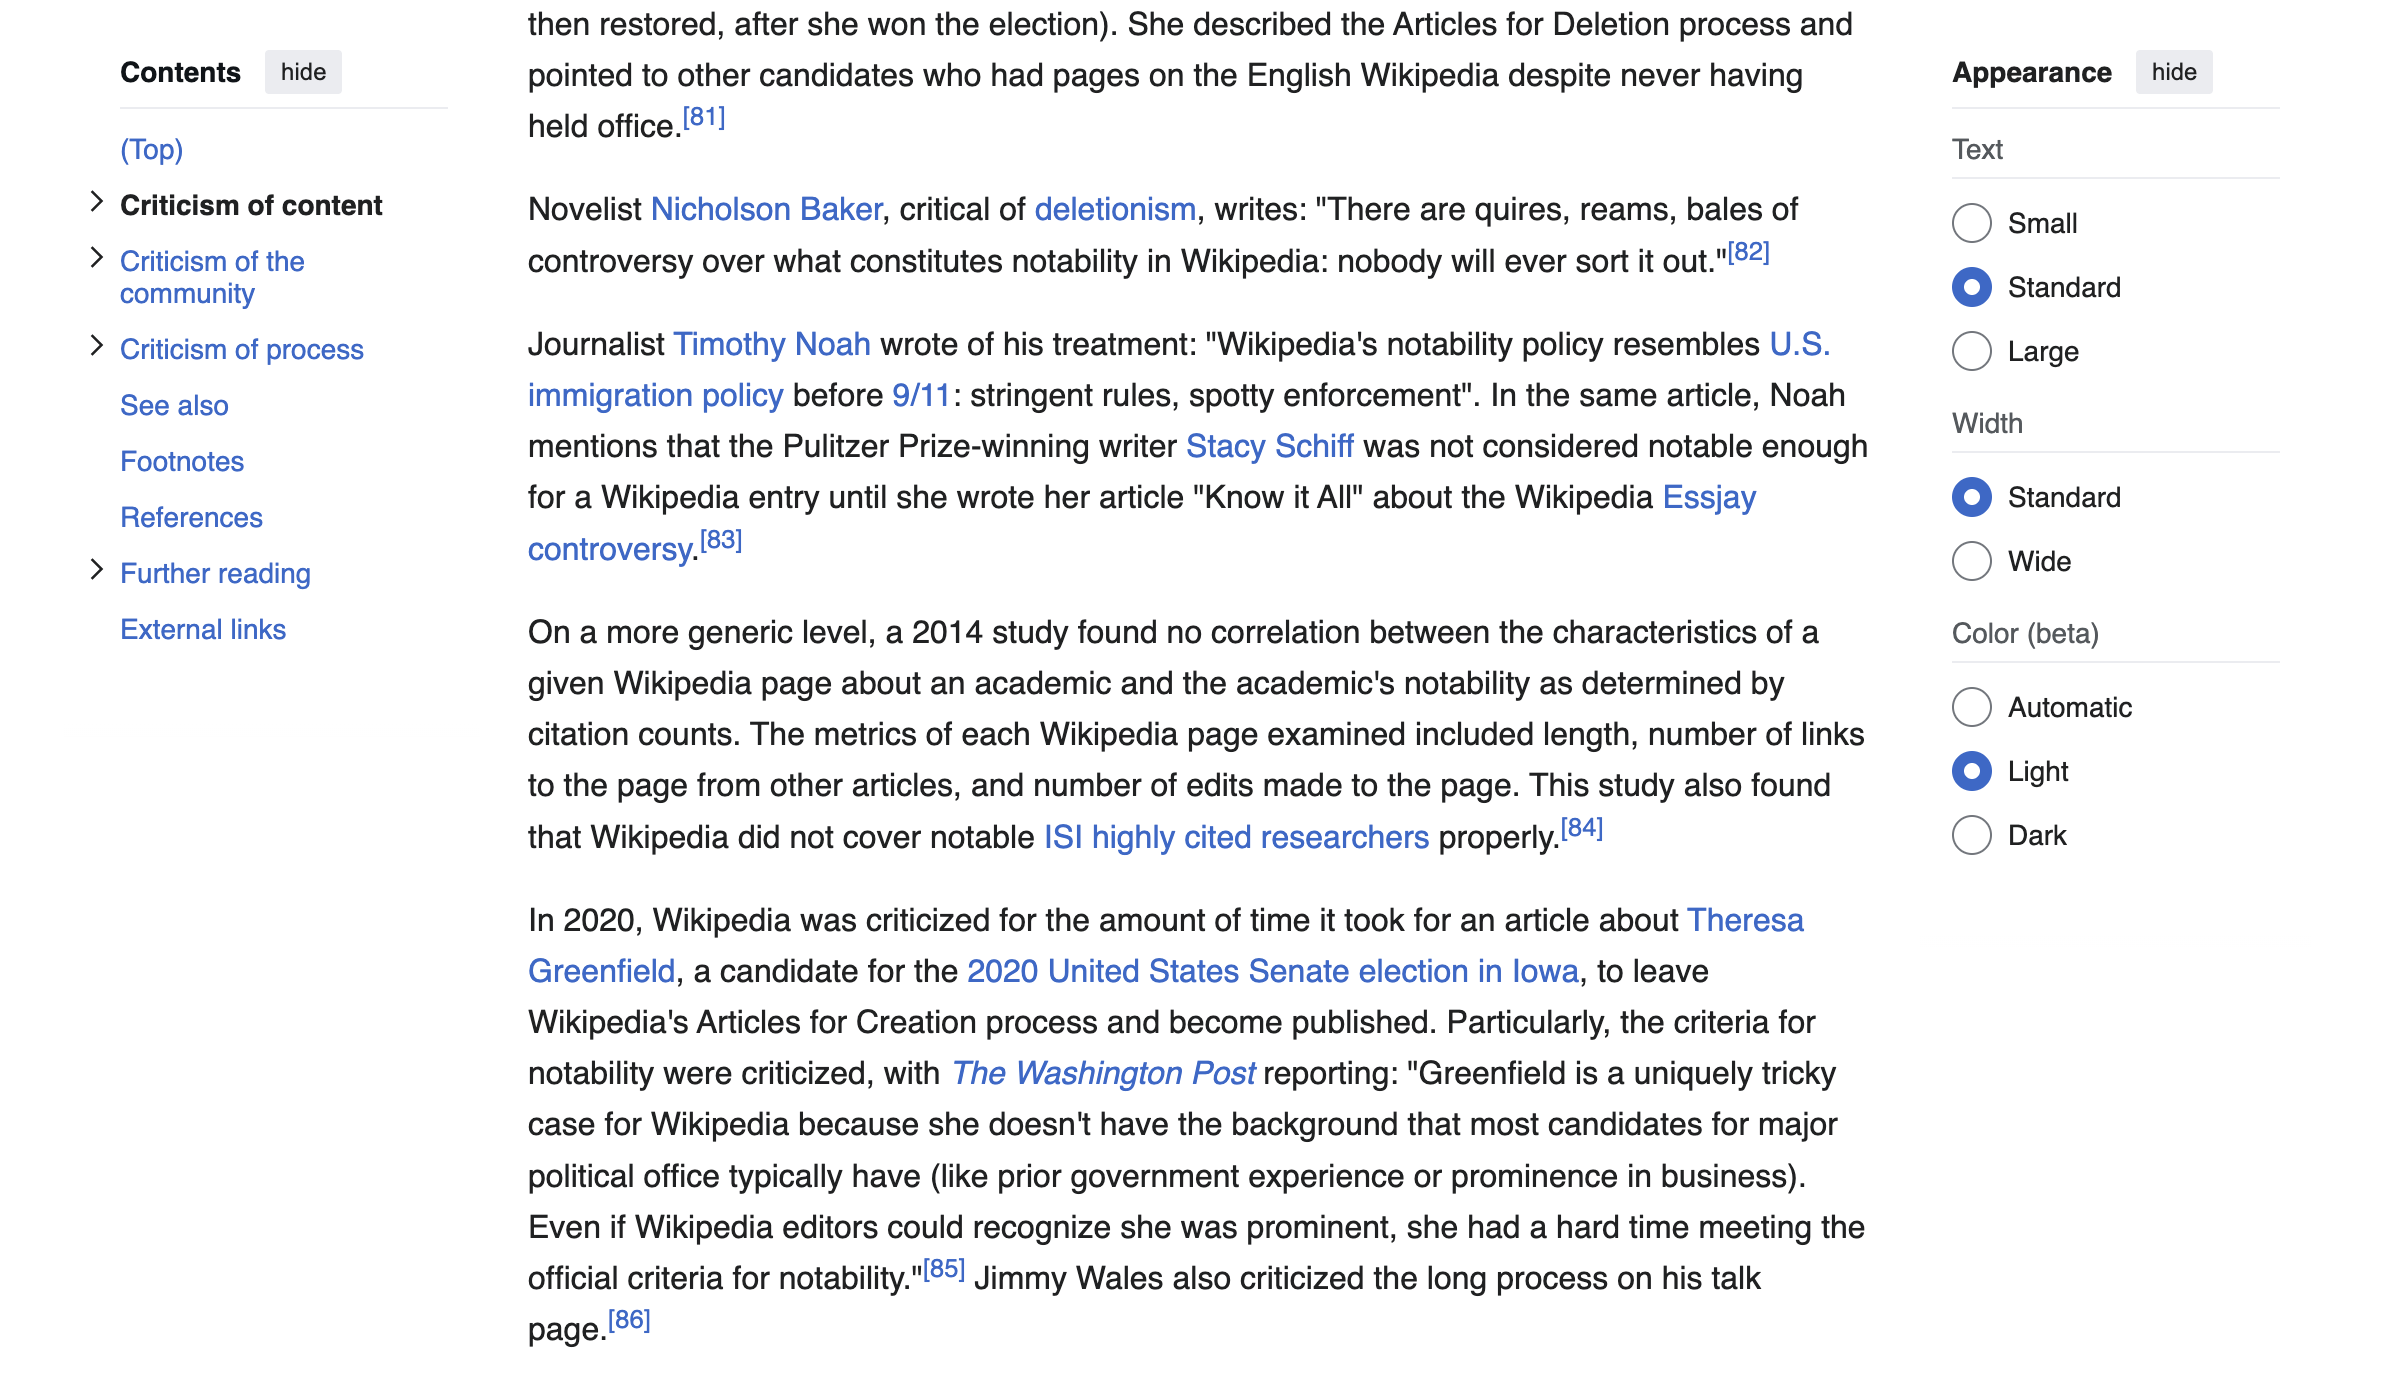 Contents hide
(Top)
Criticism of content
Criticism of the
community
Criticism of process
See also
Footnotes
References
Further reading
External links
then restored, after she won the election). She described the Articles for Deletion process and
pointed to other candidates who had pages on the English Wikipedia despite never having
held office.[81]
Novelist Nicholson Baker, critical of deletionism, writes: "There are quires, reams, bales of
controversy over what constitutes notability in Wikipedia: nobody will ever sort it out."[82]
Journalist Timothy Noah wrote of his treatment: "Wikipedia's notability policy resembles U.S.
immigration policy before 9/11: stringent rules, spotty enforcement". In the same article, Noah
mentions that the Pulitzer Prize-winning writer Stacy Schiff was not considered notable enough
for a Wikipedia entry until she wrote her article "Know it All" about the Wikipedia Essjay
controversy.[83]
On a more generic level, a 2014 study found no correlation between the characteristics of a
given Wikipedia page about an academic and the academic's notability as determined by
citation counts. The metrics of each Wikipedia page examined included length, number of links
to the page from other articles, and number of edits made to the page. This study also found
that Wikipedia did not cover notable ISI highly cited researchers properly.[84]
In 2020, Wikipedia was criticized for the amount of time it took for an article about Theresa
Greenfield, a candidate for the 2020 United States Senate election in Iowa, to leave
Wikipedia's Articles for Creation process and become published. Particularly, the criteria for
notability were criticized, with The Washington Post reporting: "Greenfield is a uniquely tricky
case for Wikipedia because she doesn't have the background that most candidates for major
political office typically have (like prior government experience or prominence in business).
Even if Wikipedia editors could recognize she was prominent, she had a hard time meeting the
official criteria for notability."[85] Jimmy Wales also criticized the long process on his talk
page.[86]
Appearance hide
Text
Small
Standard
Large
Width
Standard
Wide
Color (beta)
Automatic
Light
Dark